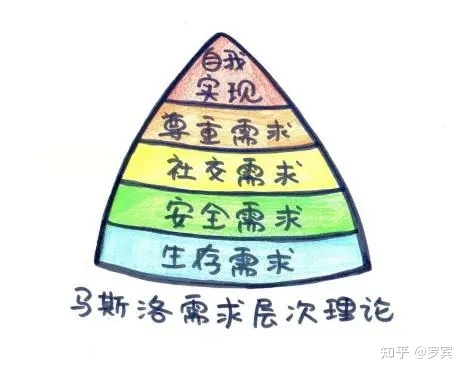 自我
实现
尊重需求
社交需求
安全需求
生存需求
马斯洛需求层次理论
知乎 @罗宾